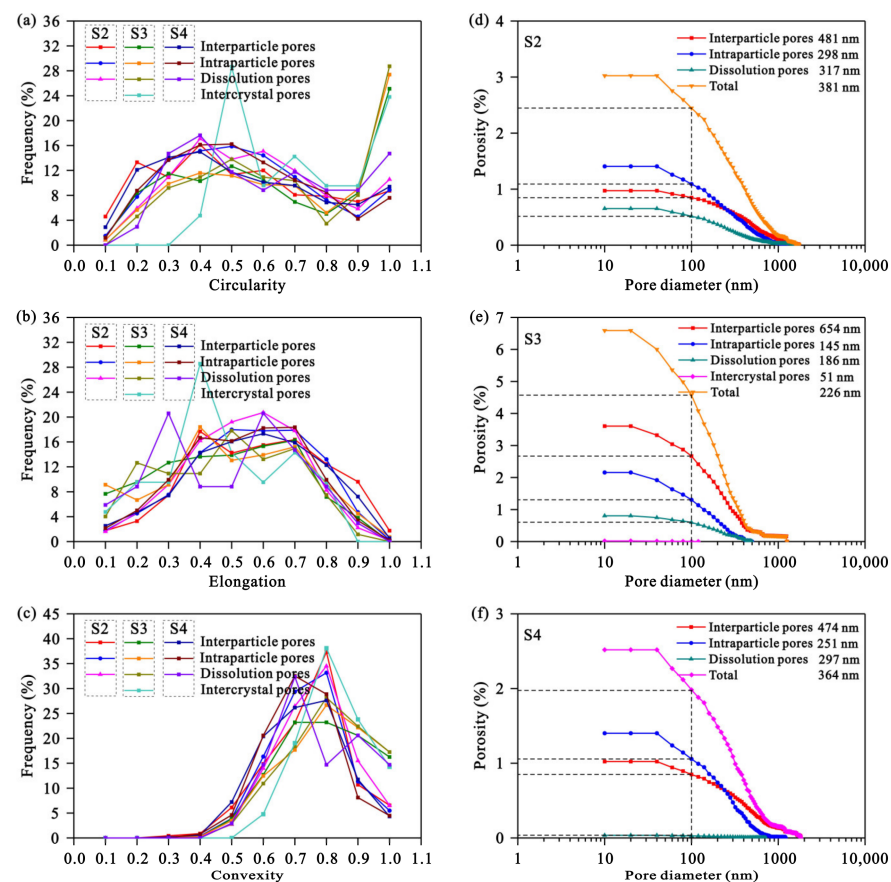 (a)
36
32
28
24
20
16
12
8
4
0
Frequency (%)
S2 S3 S4
Interparticle pores
Intraparticle pores
Dissolution pores
Intercrystal pores
0.0 0.1 0.2 0.3 0.4 0.5 0.6 0.7 0.8 0.9 1.0 1.1
Circularity
(d)
S2
4
3
2
1
0
Porosity (%)
Interparticle pores 481 nm
Intraparticle pores 298 nm
Dissolution pores 317 nm
Total 381 nm
1 10 100 1000 10,000
Pore diameter (nm)
(b)
36
32
28
24
20
16
12
8
4
0
Frequency (%)
S2 S3 S4
Interparticle pores
Intraparticle pores
Dissolution pores
Intercrystal pores
0.0 0.1 0.2 0.3 0.4 0.5 0.6 0.7 0.8 0.9 1.0 1.1
Elongation
(e)
S3
7
6
5
4
3
2
1
0
Porosity (%)
Interparticle pores 654 nm
Intraparticle pores 145 nm
Dissolution pores 186 nm
Intercrystal pores 51 nm
Total 226 nm
1 10 100 1000 10,000
Pore diameter (nm)
(c)
45
40
35
30
25
20
15
10
5
0
Frequency (%)
S2 S3 S4
Interparticle pores
Intraparticle pores
Dissolution pores
Intercrystal pores
0.0 0.1 0.2 0.3 0.4 0.5 0.6 0.7 0.8 0.9 1.0 1.1
Convexity
(f)
S4
3
2
1
0
Porosity (%)
Interparticle pores 474 nm
Intraparticle pores 251 nm
Dissolution pores 297 nm
Total 364 nm
1 10 100 1000 10,000
Pore diameter (nm)